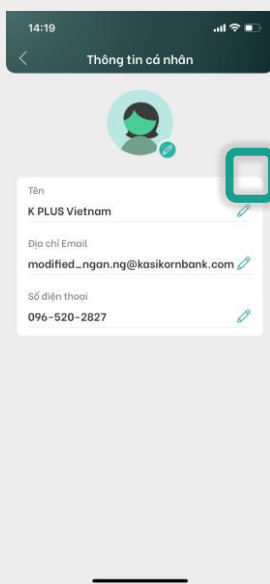 14:19
Thông tin cá nhân
Tên
K PLUS Vietnam
Địa chỉ Email
modified_ngan.ng@kasikornbank.com
Số điện thoại
096-520-2827